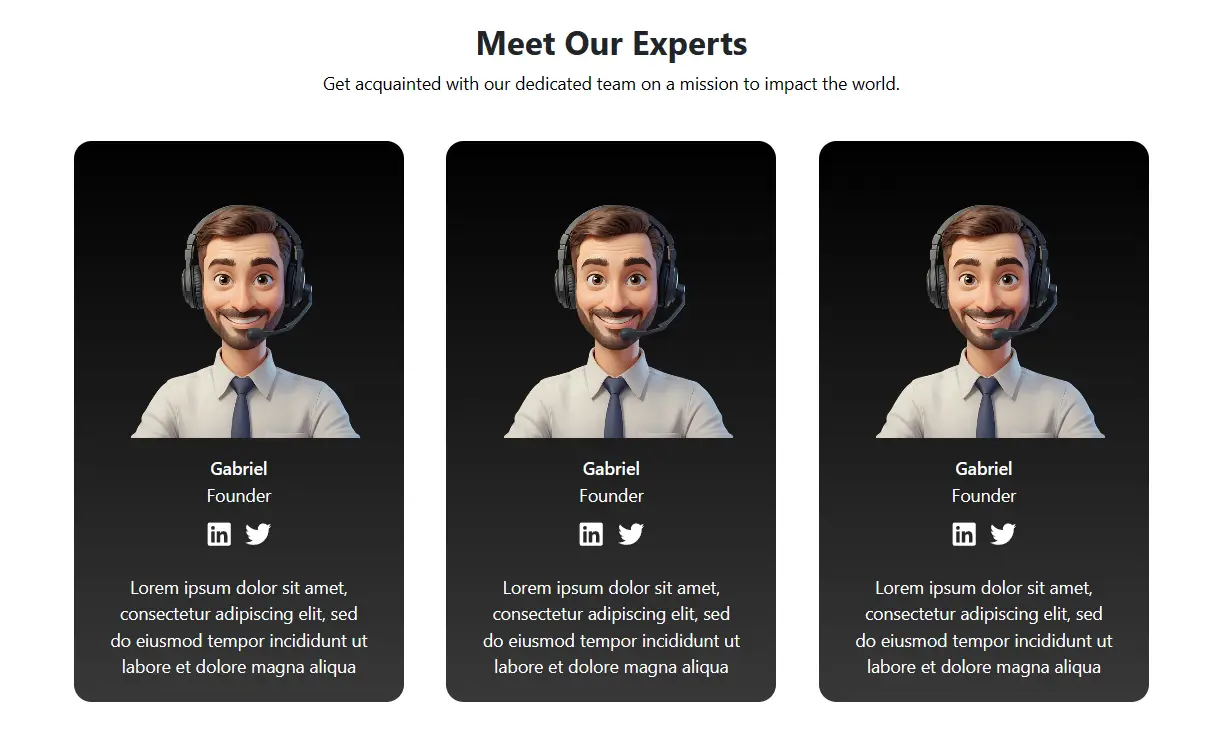 Meet Our Experts
Get acquainted with our dedicated team on a mission to impact the world.
Gabriel
Founder
in
Lorem ipsum dolor sit amet,
consectetur adipiscing elit, sed
do eiusmod tempor incididunt ut
labore et dolore magna aliqua
Gabriel
Founder
in
Lorem ipsum dolor sit amet,
consectetur adipiscing elit, sed
do eiusmod tempor incididunt ut
labore et dolore magna aliqua
Gabriel
Founder
in
Lorem ipsum dolor sit amet,
consectetur adipiscing elit, sed
do eiusmod tempor incididunt ut
labore et dolore magna aliqua